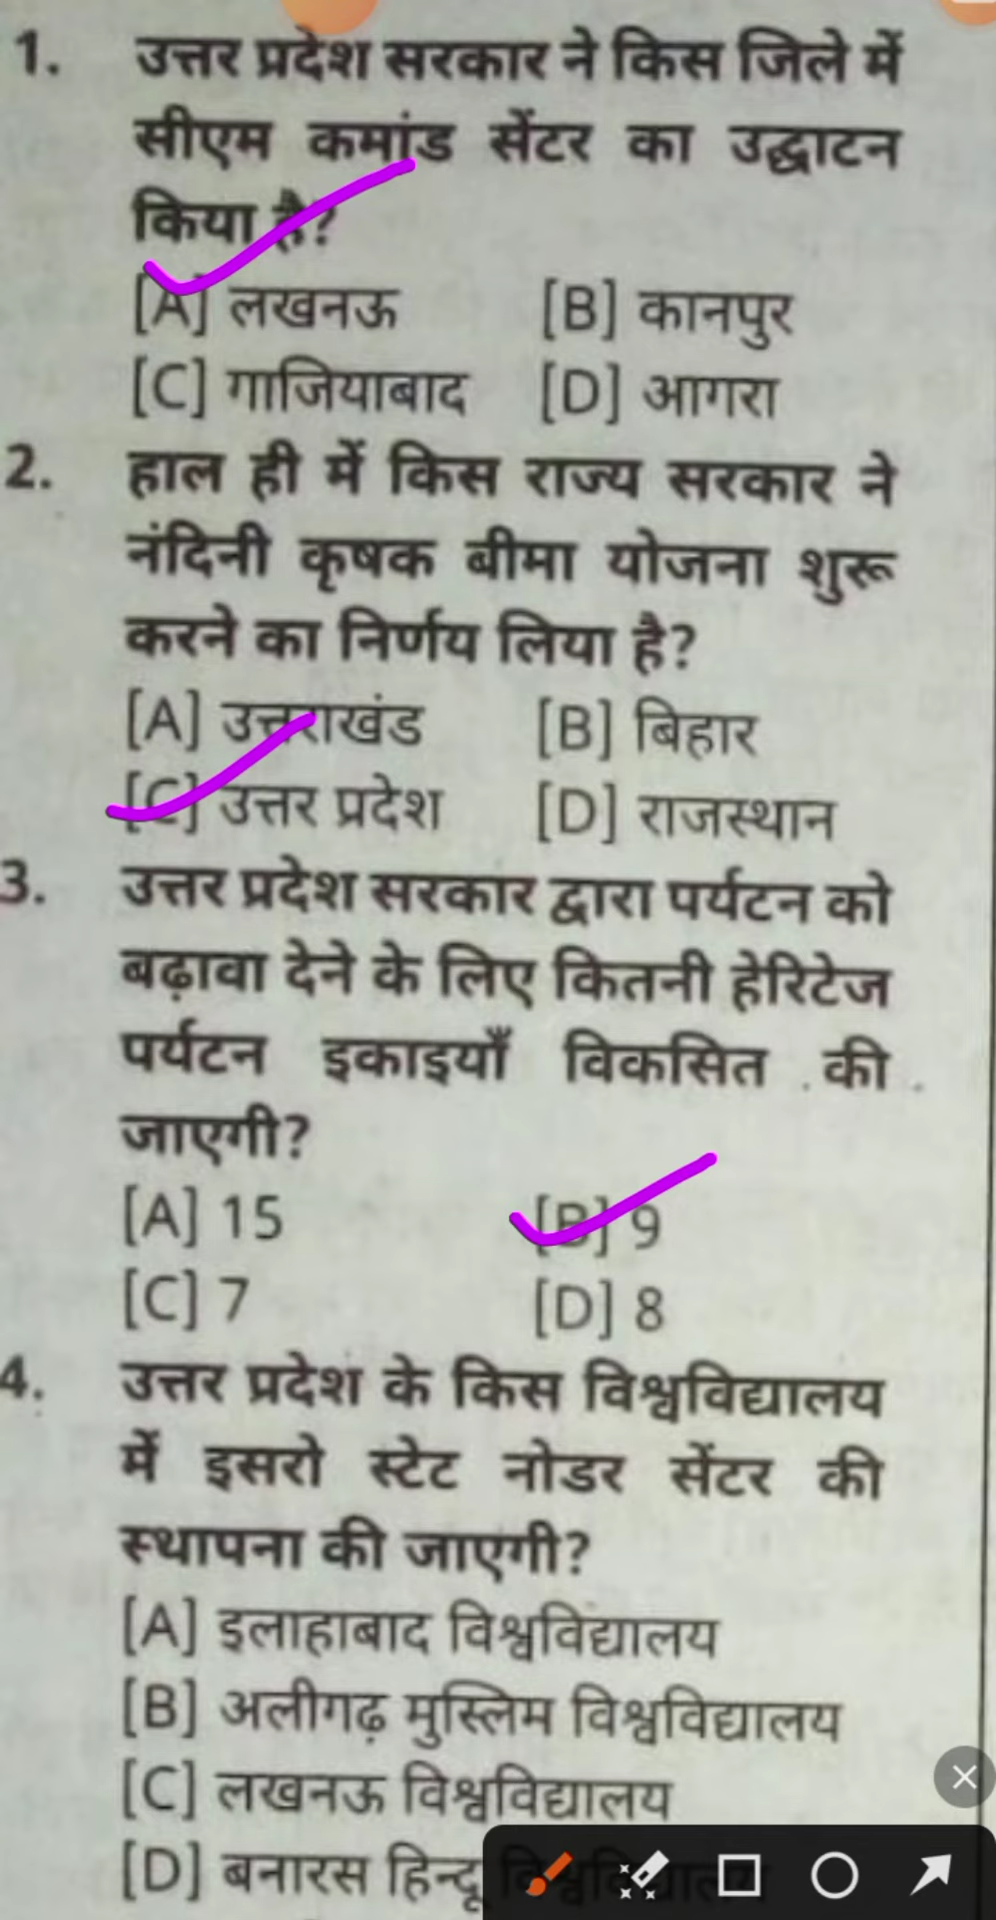 1. उत्तर प्रदेश सरकार ने किस जिले में
सीएम कमांड सेंटर का उद्घाटन
किया है?
[A] लखनऊ [B] कानपुर
[C] गाजियाबाद [D] आगरा
2. हाल ही में किस राज्य सरकार ने
नंदिनी कृषक बीमा योजना शुरू
करने का निर्णय लिया है?
[A] उत्तराखंड [B] बिहार
[C] उत्तर प्रदेश [D] राजस्थान
3. उत्तर प्रदेश सरकार द्वारा पर्यटन को
बढ़ावा देने के लिए कितनी हेरिटेज
पर्यटन इकाइयाँ विकसित की
जाएगी?
[A] 15 [B] 9
[C] 7 [D] 8
4. उत्तर प्रदेश के किस विश्वविद्यालय
में इसरो स्टेट नोडर सेंटर की
स्थापना की जाएगी?
[A] इलाहाबाद विश्वविद्यालय
[B] अलीगढ़ मुस्लिम विश्वविद्यालय
[C] लखनऊ विश्वविद्यालय
[D] बनारस हिन्दू विश्वविद्यालय